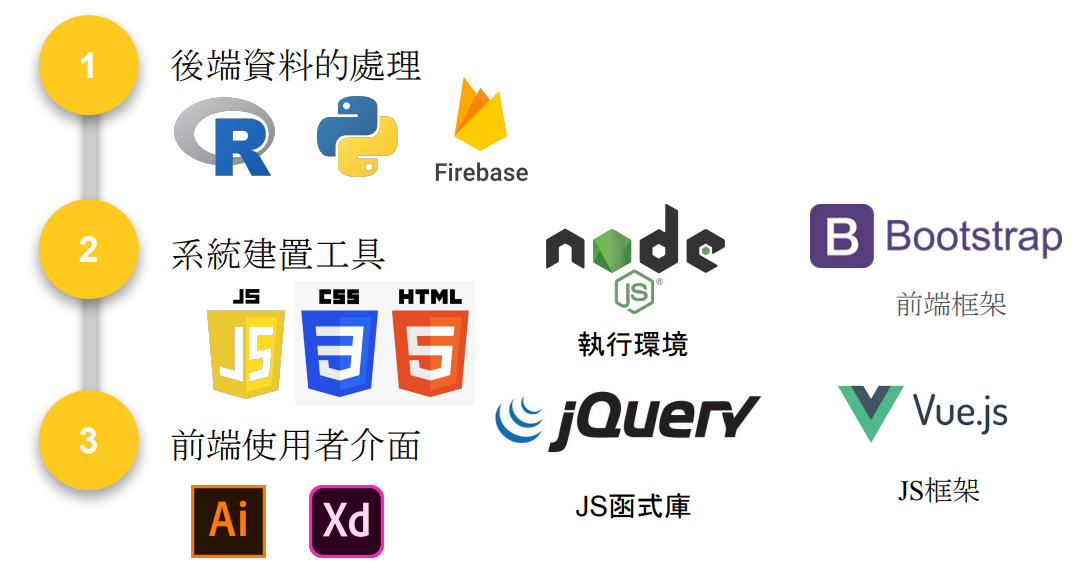 1
後端資料的處理
R
Firebase
2
系統建置工具
JS CSS HTML
JS
3
5
node
JS®
執行環境
B Bootstrap
前端框架
3
前端使用者介面
Ai Xd
jQuery
JS函式庫
Vue.js
JS框架